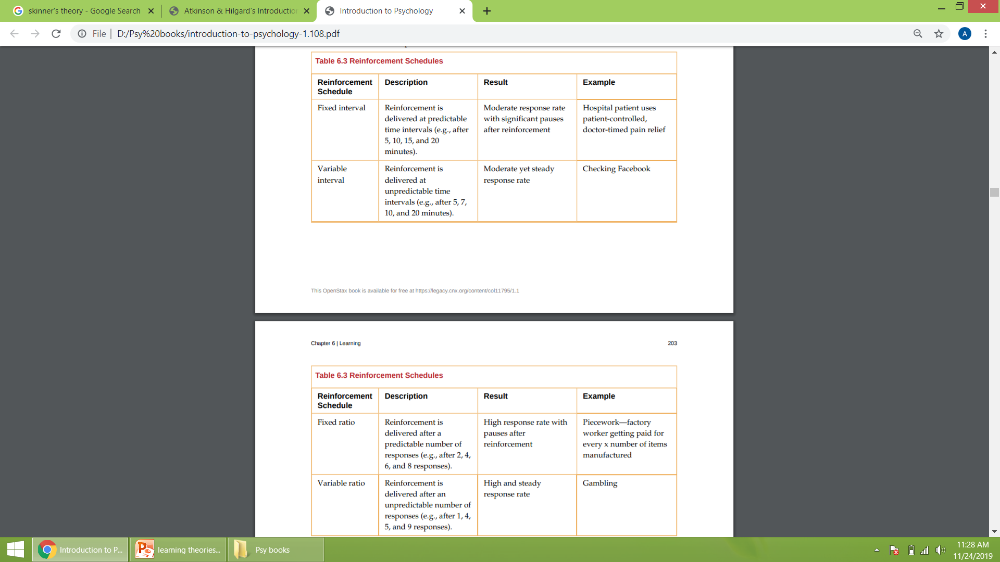 skinner's theory - Google Search
Atkinson & Hilgard's Introduction
Introduction to Psychology
File | D:/Psy%20books/introduction-to-psychology-1.108.pdf
A
Table 6.3 Reinforcement Schedules
Reinforcement Schedule
Description
Result
Example
Fixed interval
Reinforcement is
delivered at predictable
time intervals (e.g., after
5, 10, 15, and 20
minutes).
Moderate response rate
with significant pauses
after reinforcement
Hospital patient uses
patient-controlled,
doctor-timed pain relief
Variable
interval
Reinforcement is
delivered at
unpredictable time
intervals (e.g., after 5, 7,
10, and 20 minutes).
Moderate yet steady
response rate
Checking Facebook
This OpenStax book is available for free at https://legacy.cnx.org/content/col11795/1.1
Chapter 6 | Learning
203
Table 6.3 Reinforcement Schedules
Reinforcement
Schedule
Description
Result
Example
Fixed ratio
Reinforcement is
delivered after a
predictable number of
responses (e.g., after 2, 4,
6, and 8 responses).
High response rate with
pauses after
reinforcement
Piecework—factory
worker getting paid for
every x number of items
manufactured
Variable ratio
Reinforcement is
delivered after an
unpredictable number of
responses (e.g., after 1, 4,
5, and 9 responses).
High and steady
response rate
Gambling
Introduction to P...
learning theories...
Psy books
11:28 AM
11/24/2019